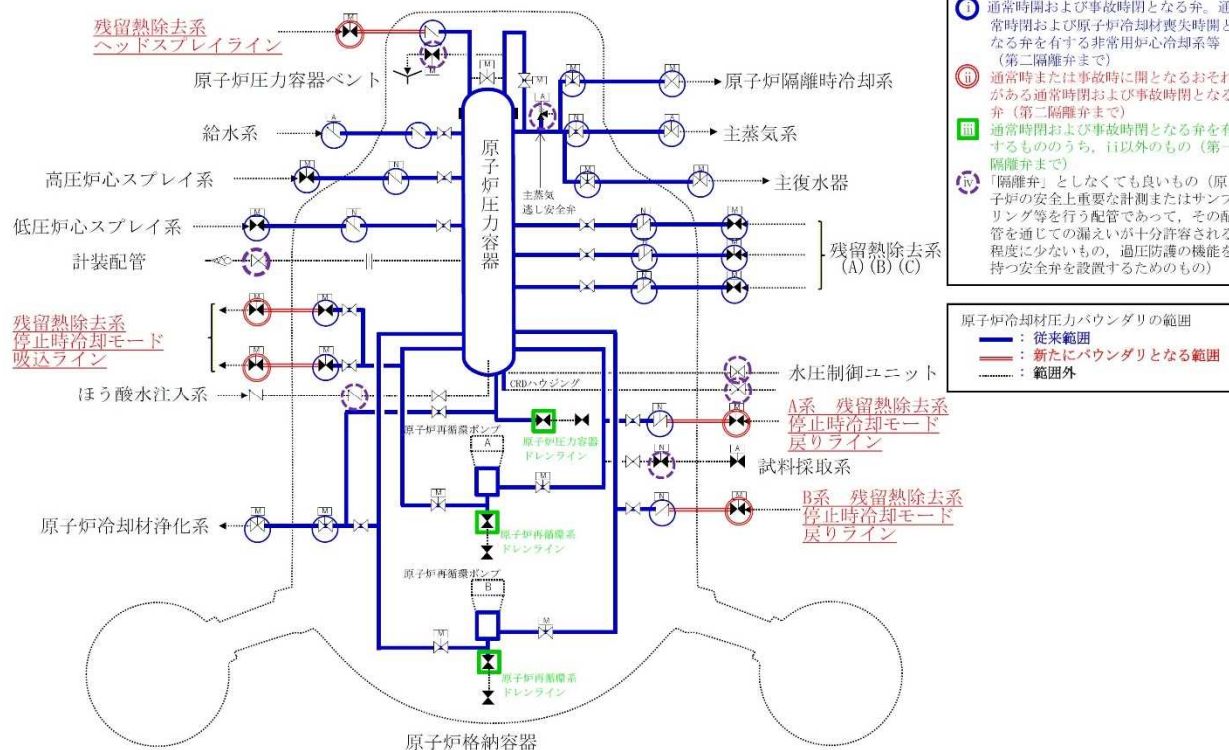 残留熱除去系
ヘッドスプレイライン
原子炉圧力容器ベント
給水系
高圧炉心スプレイ系
低圧炉心スプレイ系
計装配管
残留熱除去系
停止時冷却モード
吸込ライン
ほう酸水注入系
原子炉冷却材浄化系
原子炉圧力容器
主蒸気
逃し安全弁
原子炉隔離時冷却系
主蒸気系
主復水器
残留熱除去系
(A)(B)(C)
水圧制御ユニット
CRDハウジング
A系 残留熱除去系
停止時冷却モード
戻りライン
試料採取系
B系 残留熱除去系
停止時冷却モード
戻りライン
原子炉圧力容器
ドレンライン
原子炉再循環ポンプ
A
原子炉再循環系
ドレンライン
原子炉再循環ポンプ
B
原子炉再循環系
ドレンライン
原子炉格納容器
i 通常時開および事故時閉となる弁。通
常時閉および原子炉冷却材喪失時開と
なる弁を有する非常用炉心冷却系等
(第二隔離弁まで)
ii 通常時または事故時に開となるおそれ
がある通常時閉および事故時閉となる
弁(第二隔離弁まで)
iii 通常時閉および事故時閉となる弁を有
するもののうち,ii以外のもの(第一
隔離弁まで)
iv 「隔離弁」としなくても良いもの(原
子炉の安全上重要な計測またはサンプ
リング等を行う配管であって,その配
管を通じての漏えいが十分許容される
程度に少ないもの,過圧防護の機能を
持つ安全弁を設置するためのもの)
原子炉冷却材圧力バウンダリの範囲
:従来範囲
:新たにバウンダリとなる範囲
:範囲外